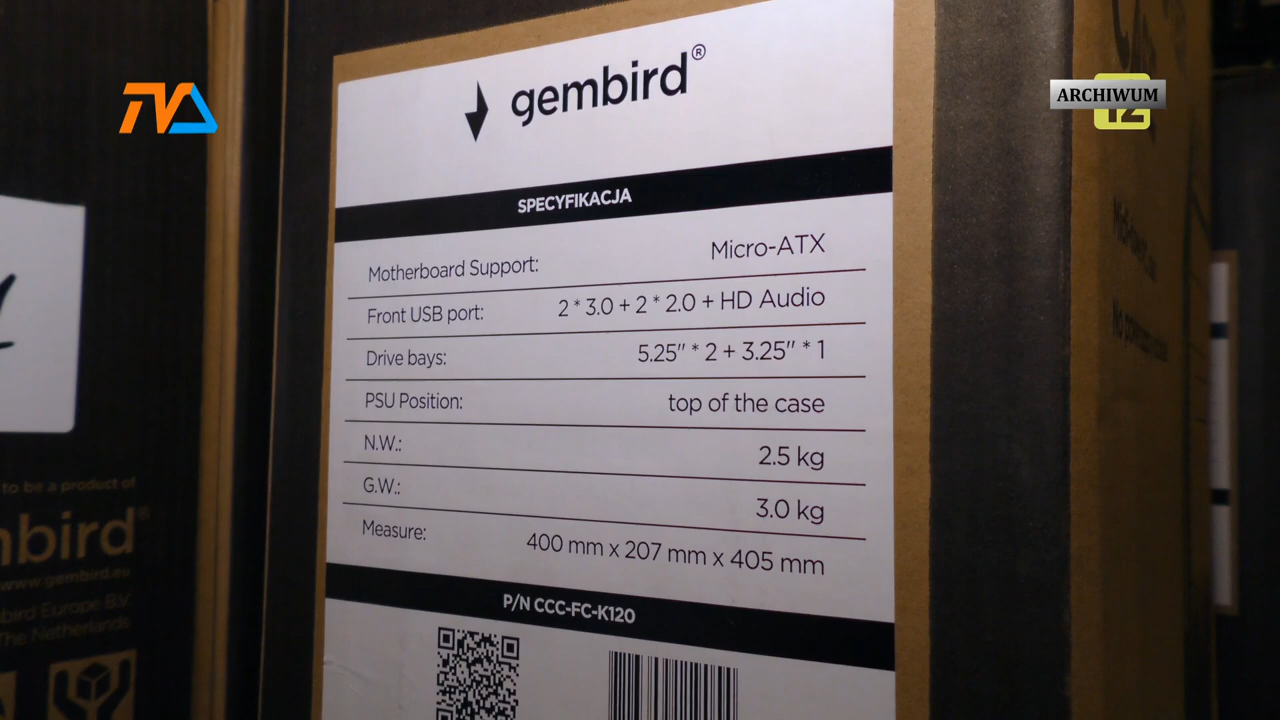 TVA
ARCHIWUM
12
gembird®
SPECYFIKACJA
Motherboard Support: Micro-ATX
Front USB port: 2 * 3.0 + 2 * 2.0 + HD Audio
Drive bays: 5.25" * 2 + 3.25" * 1
PSU Position: top of the case
N.W.: 2.5 kg
G.W.: 3.0 kg
Measure: 400 mm x 207 mm x 405 mm
P/N CCC-FC-K120
to be a product of
mbird®
www.gembird.eu
bird Europe B.V.
The Netherlands